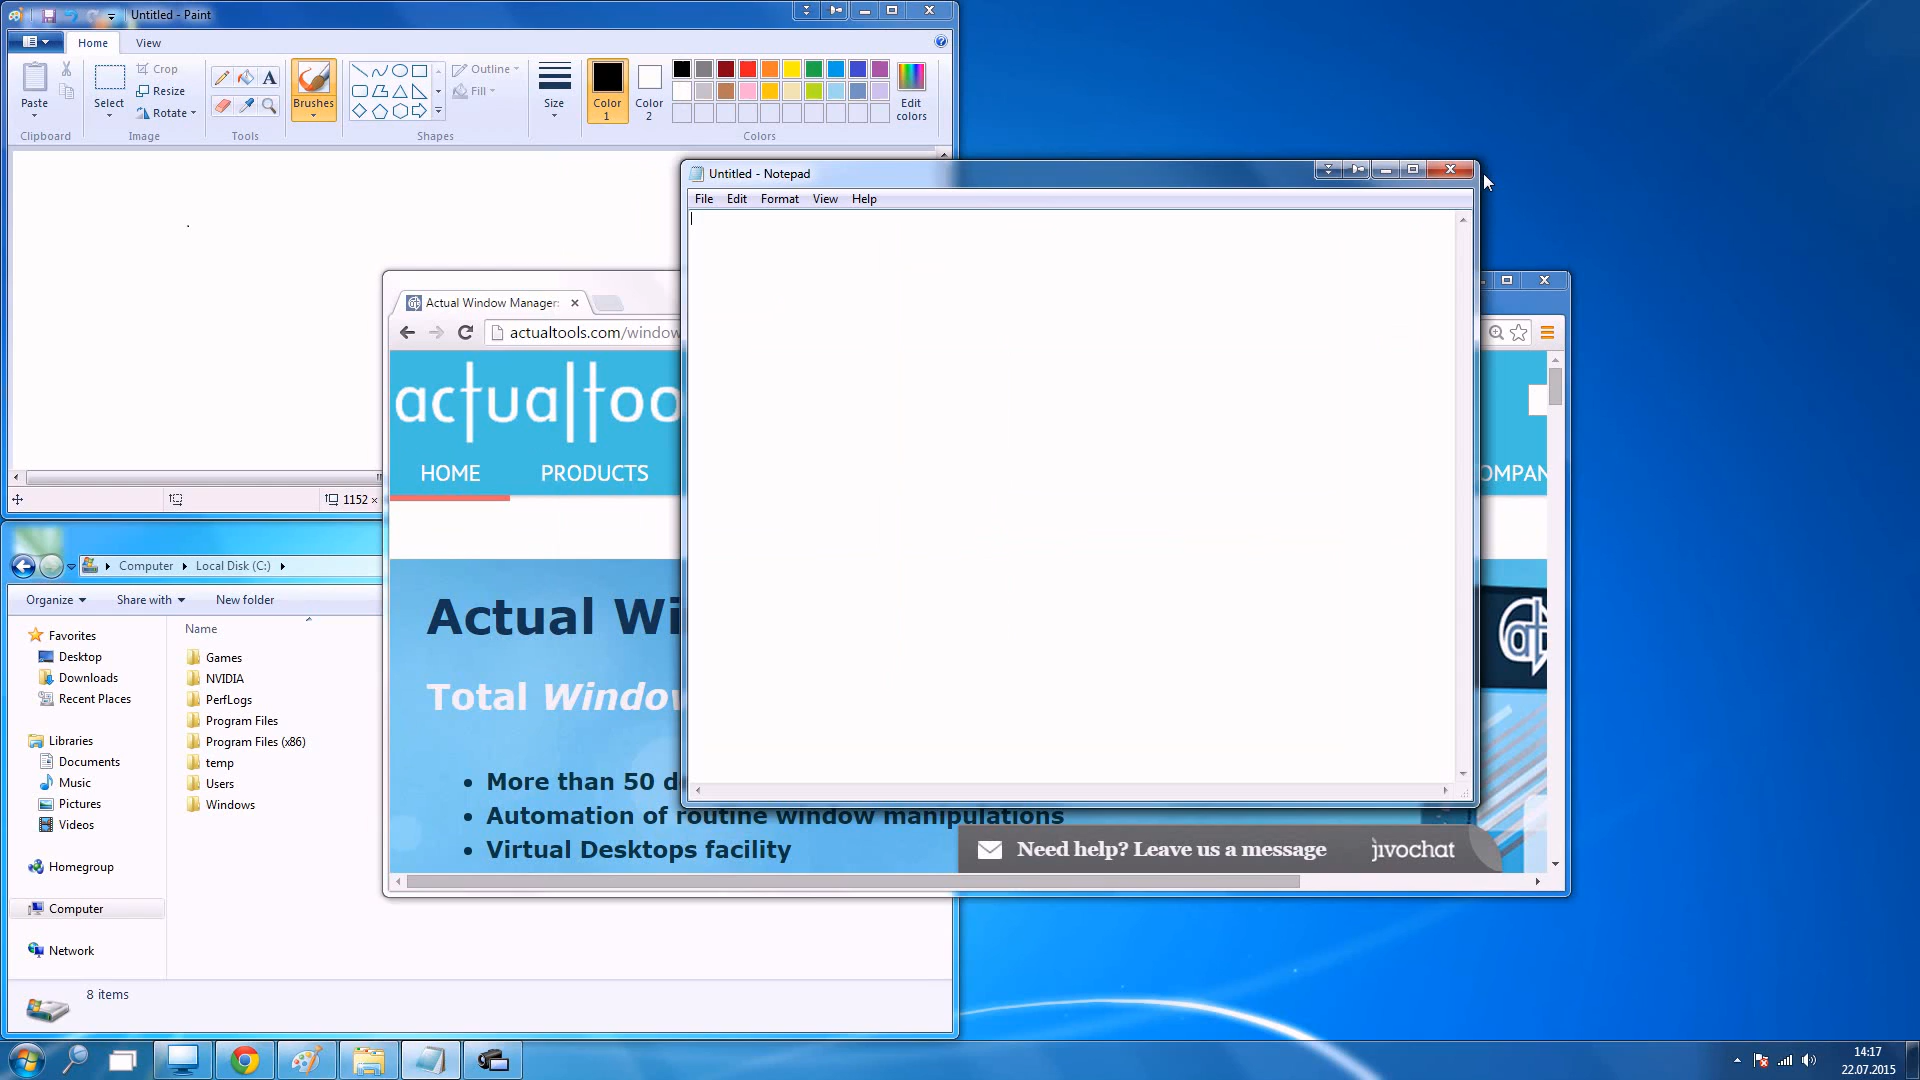 Untitled - Paint
Home
View
Paste
Select
Crop
Resize
Rotate
Brushes
Outline
Fill
Size
Color
1
Color
2
Edit
colors
Clipboard
Image
Tools
Shapes
Colors
1152 ×
Untitled - Notepad
File Edit Format View Help
Actual Window Manager:
actualtools.com/window
actualtoo
HOME
PRODUCTS
OMPAN
Actual Wi
Total Window
• More than 50 d
• Automation of routine window manipulations
• Virtual Desktops facility
Need help? Leave us a message
jivochat
Computer
Local Disk (C:)
Organize
Share with
New folder
Favorites
Desktop
Downloads
Recent Places
Libraries
Documents
Music
Pictures
Videos
Homegroup
Computer
Network
Name
Games
NVIDIA
PerfLogs
Program Files
Program Files (x86)
temp
Users
Windows
8 items
14:17
22.07.2015